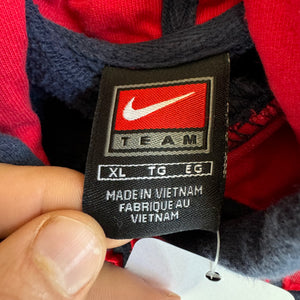 TEAM
XL TG EG
MADE IN VIETNAM
FABRIQUE AU
VIETNAM